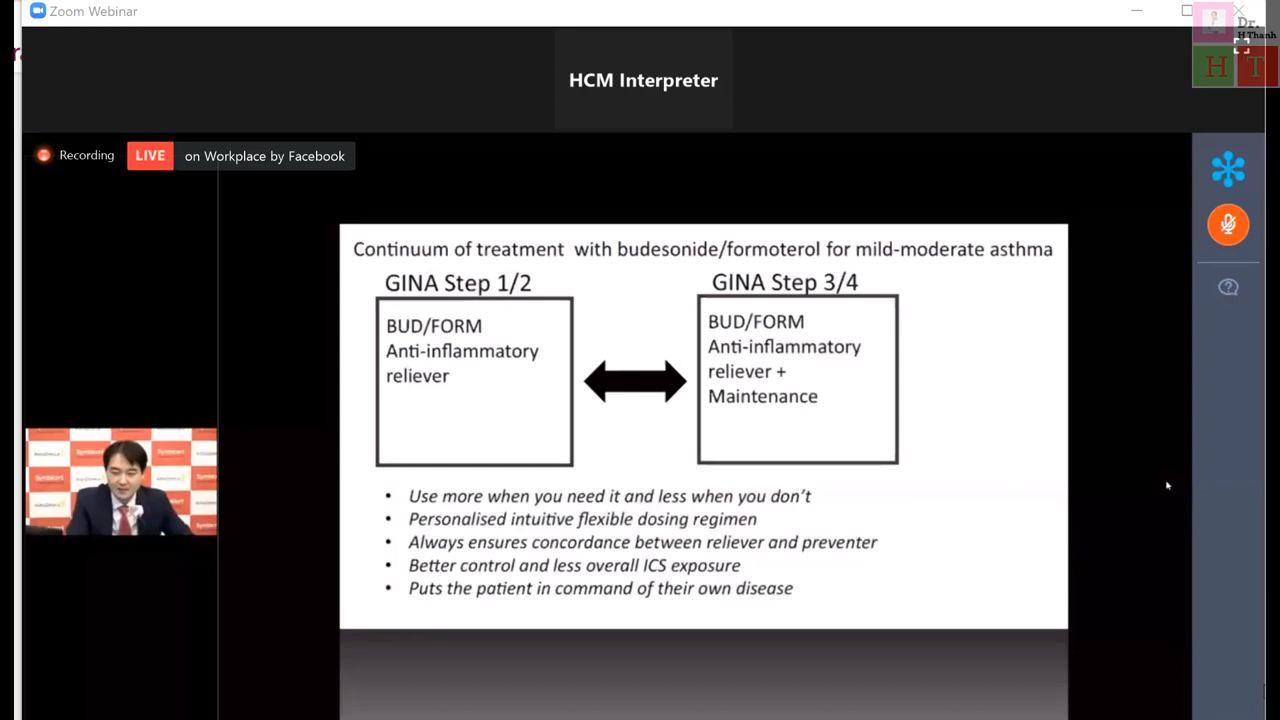 Zoom Webinar
Dr.
H Thanh
H T
HCM Interpreter
Recording
LIVE
on Workplace by Facebook
Continuum of treatment with budesonide/formoterol for mild-moderate asthma
GINA Step 1/2
BUD/FORM
Anti-inflammatory
reliever
GINA Step 3/4
BUD/FORM
Anti-inflammatory
reliever +
Maintenance
• Use more when you need it and less when you don't
• Personalised intuitive flexible dosing regimen
• Always ensures concordance between reliever and preventer
• Better control and less overall ICS exposure
• Puts the patient in command of their own disease